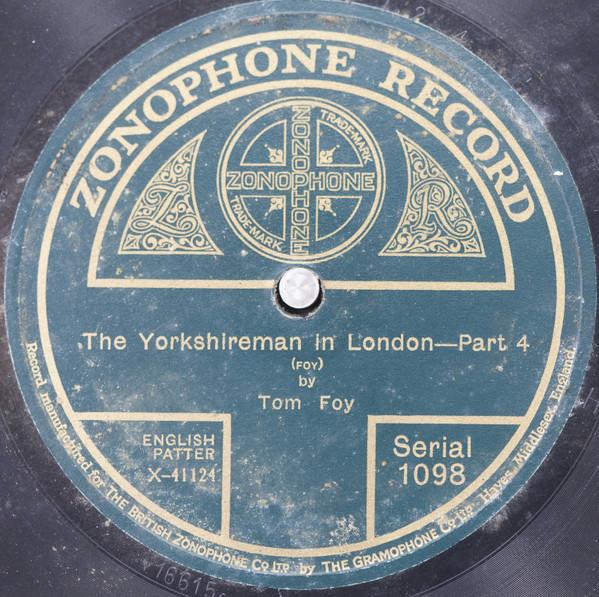 ZONOPHONE RECORD
TRADE-MARK
ZONOPHONE
ZONOPHONE
TRADE-MARK
Z
R
The Yorkshireman in London—Part 4
(FOY)
by
Tom Foy
ENGLISH
PATTER
X-41124
Serial
1098
Record manufactured for THE BRITISH ZONOPHONE Co LTD by THE GRAMOPHONE Co LTD Hayes, Middlesex, England.